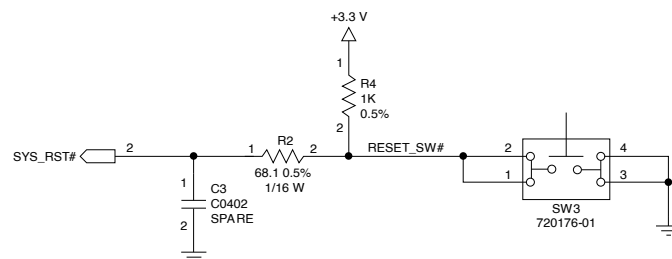 +3.3 V
1
R4
1K
0.5%
2
SYS_RST#
2
1
R2
2
68.1 0.5%
1/16 W
RESET_SW#
2
4
1
3
SW3
720176-01
1
C3
C0402
SPARE
2